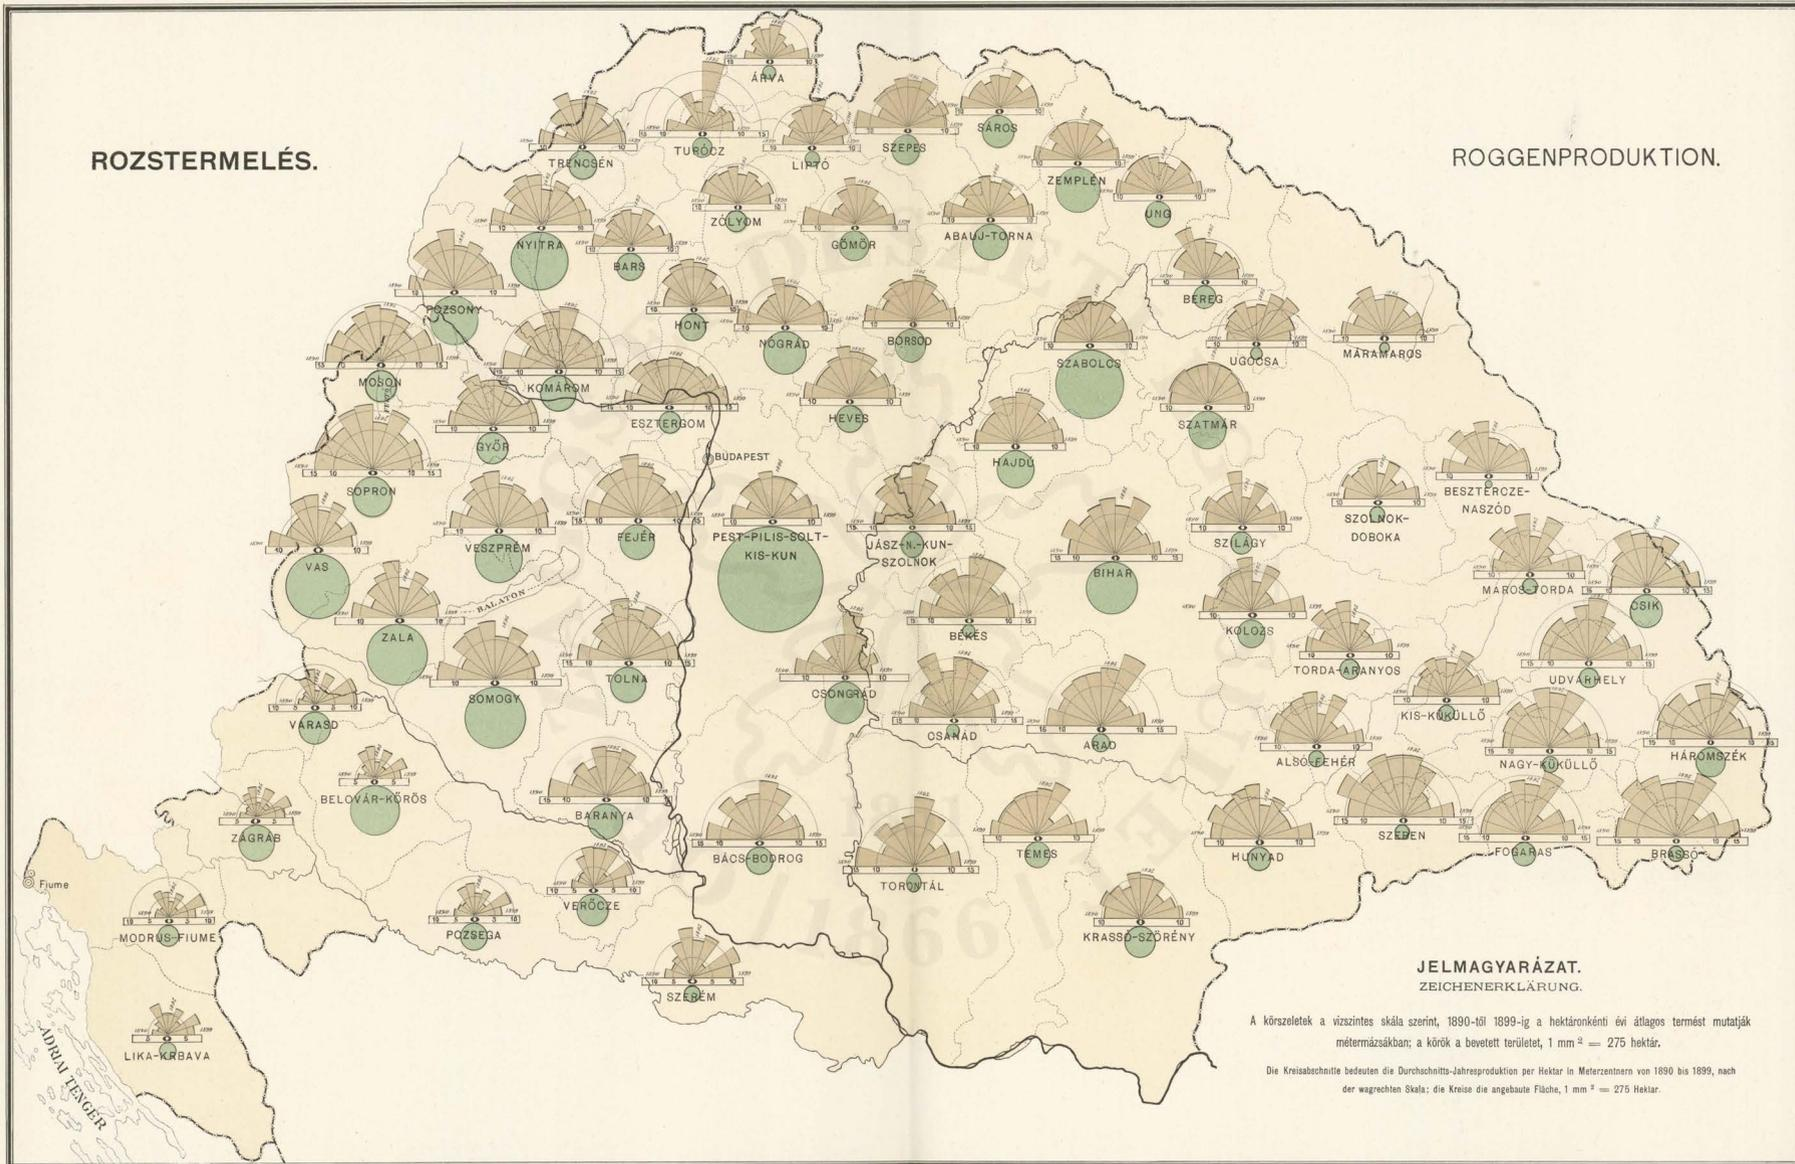 ROZSTERMELÉS.
ROGGENPRODUKTION.
ÁRVA
TRENCSÉN
TURÓCZ
LIPTÓ
SZEPES
SÁROS
ZEMPLÉN
UNG
NYITRA
BARS
ZÓLYOM
GÖMÖR
ABAUJ-TORNA
POZSONY
HONT
NÓGRÁD
BORSOD
BEREG
UGOCSA
MÁRAMAROS
MOSON
KOMÁROM
ESZTERGOM
HEVES
SZABOLCS
SZATMÁR
GYŐR
SOPRON
BUDAPEST
HAJDÚ
BESZTERCZE-
NASZÓD
SZOLNOK-
DOBOKA
VAS
VESZPRÉM
FEJÉR
PEST-PILIS-SOLT-
KIS-KUN
JÁSZ-N.-KUN-
SZOLNOK
BIHAR
SZILÁGY
MAROS-TORDA
CSIK
BALATON
ZALA
SOMOGY
TOLNA
BÉKÉS
CSONGRÁD
KOLOZS
TORDA-ARANYOS
UDVARHELY
VARASD
CSANÁD
ARAD
KIS-KÜKÜLLŐ
ALSÓ-FEHÉR
NAGY-KÜKÜLLŐ
HÁROMSZÉK
BELOVÁR-KŐRÖS
ZÁGRÁB
BARANYA
BÁCS-BODROG
TORONTÁL
TEMES
HUNYAD
SZEBEN
FOGARAS
BRASSÓ
Fiume
MODRUS-FIUME
POZSEGA
VERŐCZE
SZERÉM
KRASSÓ-SZÖRÉNY
LIKA-KRBAVA
ADRIAI TENGER
JELMAGYARÁZAT.
ZEICHENERKLÄRUNG.
A körszeletek a vizszintes skála szerint, 1890-től 1899-ig a hektáronkénti évi átlagos termést mutatják
métermázsákban; a körök a bevetett területet, 1 mm ² = 275 hektár.
Die Kreisabschnitte bedeuten die Durchschnitts-Jahresproduktion per Hektar in Meterzentnern von 1890 bis 1899, nach
der wagrechten Skala; die Kreise die angebaute Fläche, 1 mm ² = 275 Hektar.